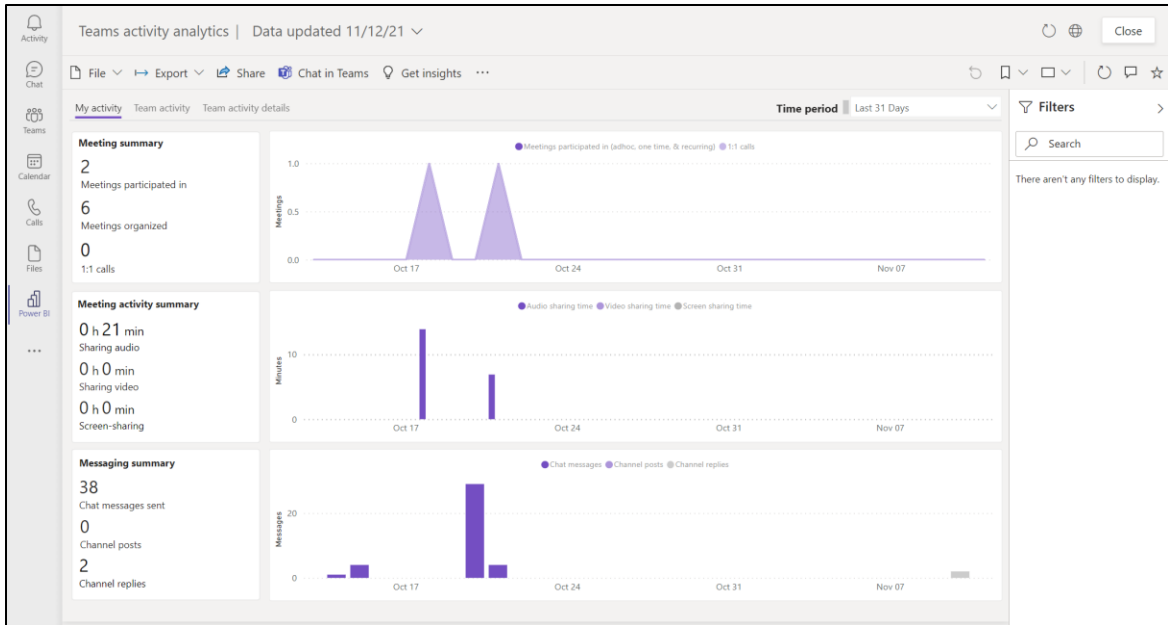 Activity
Chat
Teams
Calendar
Calls
Files
Power BI
Teams activity analytics | Data updated 11/12/21
Close
File Export Share Chat in Teams Get insights
My activity Team activity Team activity details
Time period Last 31 Days
Meeting summary
2
Meetings participated in
6
Meetings organized
0
1:1 calls
Meetings participated in (adhoc, one time, & recurring) 1:1 calls
Meetings
1.0
0.5
0.0
Oct 17 Oct 24 Oct 31 Nov 07
Meeting activity summary
0 h 21 min
Sharing audio
0 h 0 min
Sharing video
0 h 0 min
Screen-sharing
Audio sharing time Video sharing time Screen sharing time
Minutes
10
0
Oct 17 Oct 24 Oct 31 Nov 07
Messaging summary
38
Chat messages sent
0
Channel posts
2
Channel replies
Chat messages Channel posts Channel replies
Messages
20
0
Oct 17 Oct 24 Oct 31 Nov 07
Filters
Search
There aren't any filters to display.